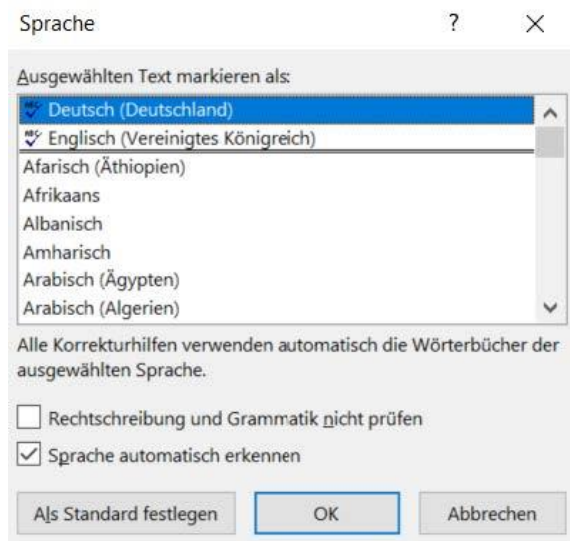 Sprache
Ausgewählten Text markieren als:
Deutsch (Deutschland)
Englisch (Vereinigtes Königreich)
Afarisch (Äthiopien)
Afrikaans
Albanisch
Amharisch
Arabisch (Ägypten)
Arabisch (Algerien)
Alle Korrekturhilfen verwenden automatisch die Wörterbücher der
ausgewählten Sprache.
Rechtschreibung und Grammatik nicht prüfen
Sprache automatisch erkennen
Als Standard festlegen OK Abbrechen